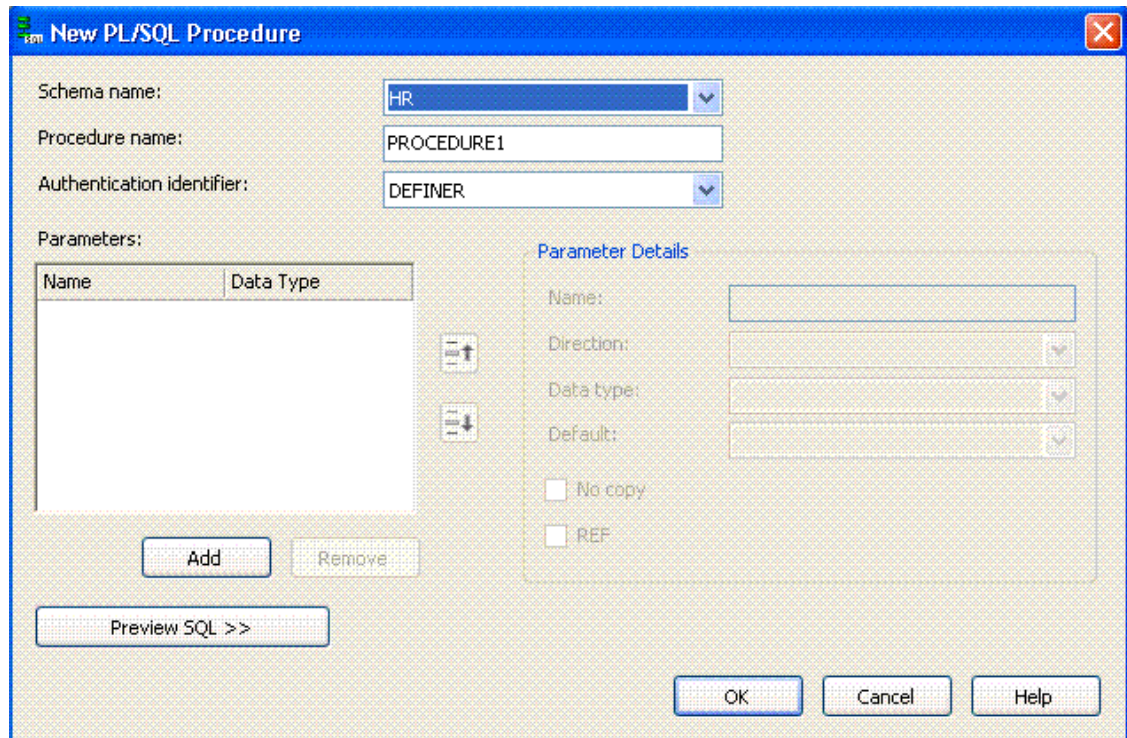 New PL/SQL Procedure
Schema name:
HR
Procedure name:
PROCEDURE1
Authentication identifier:
DEFINER
Parameters:
Name Data Type
Parameter Details
Name:
Direction:
Data type:
Default:
No copy
REF
Add Remove
Preview SQL >>
OK Cancel Help